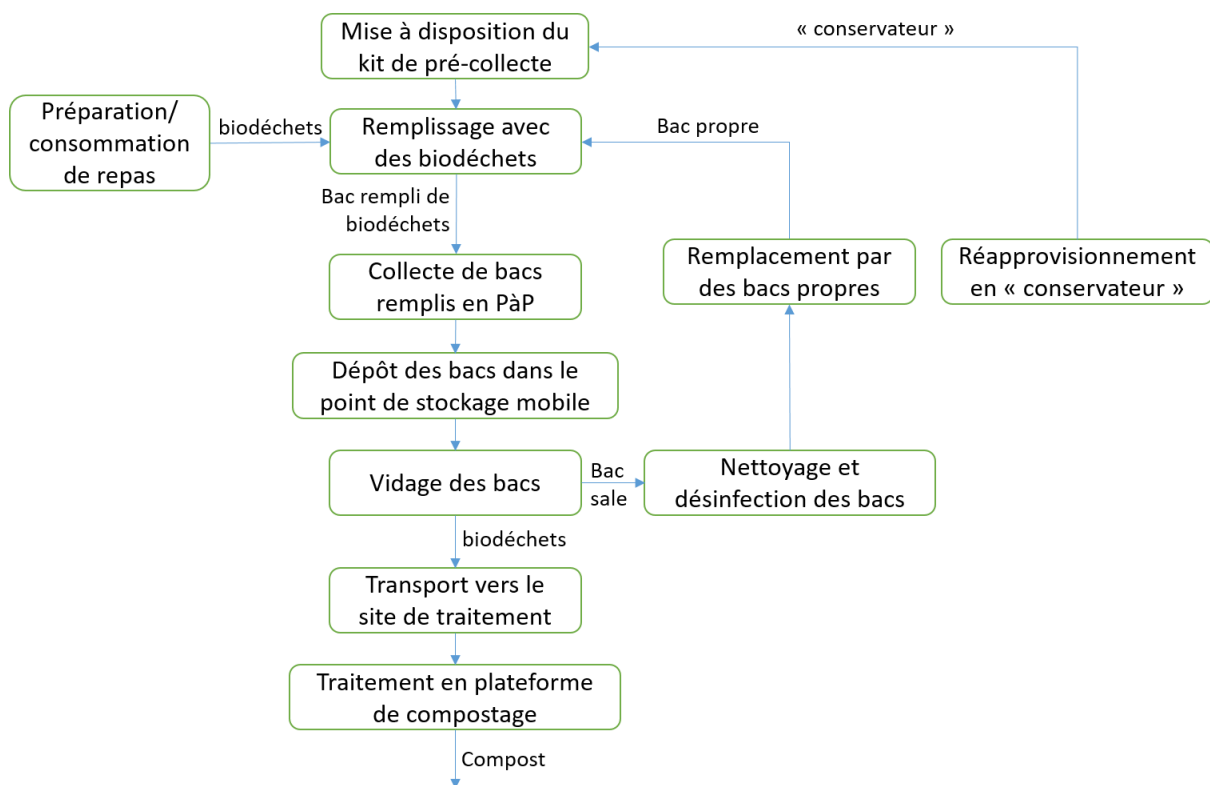 Mise à disposition du
kit de pré-collecte
« conservateur »
Préparation/
consommation
de repas
biodéchets
Remplissage avec
des biodéchets
Bac propre
Bac rempli de
biodéchets
Collecte de bacs
remplis en PàP
Remplacement par
des bacs propres
Réapprovisionnement
en « conservateur »
Dépôt des bacs dans le
point de stockage mobile
Vidage des bacs
Bac
sale
Nettoyage et
désinfection des bacs
biodéchets
Transport vers le
site de traitement
Traitement en plateforme
de compostage
Compost